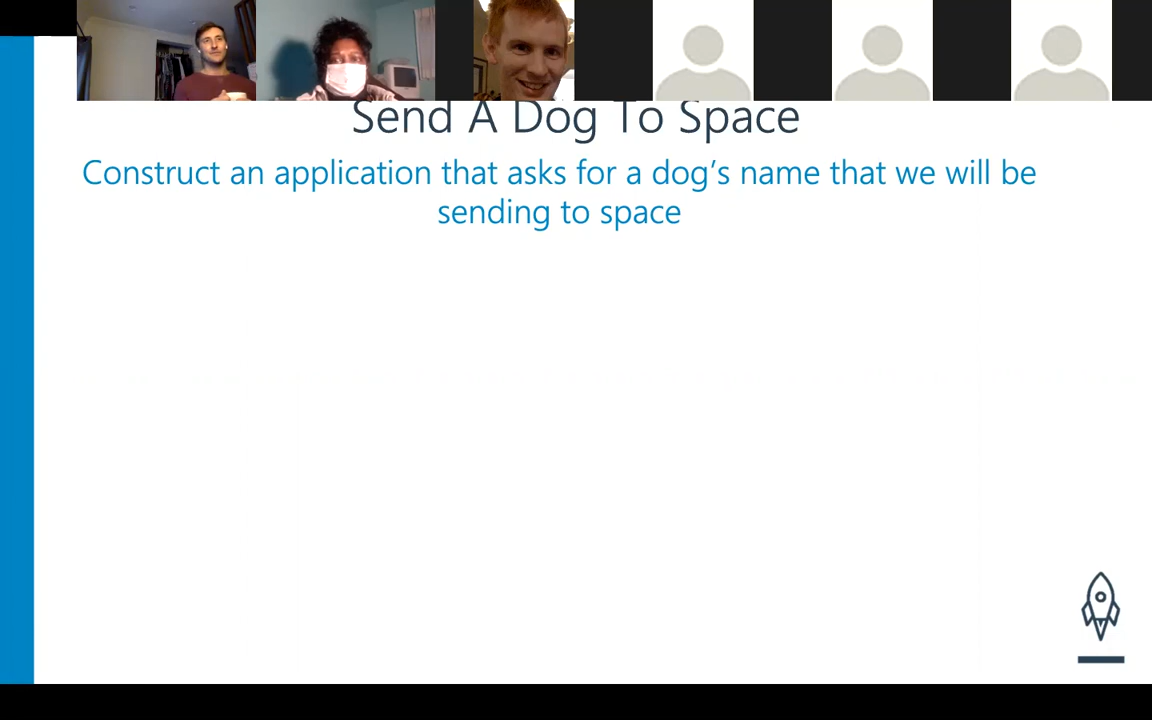 Send A Dog To Space
Construct an application that asks for a dog’s name that we will be
sending to space